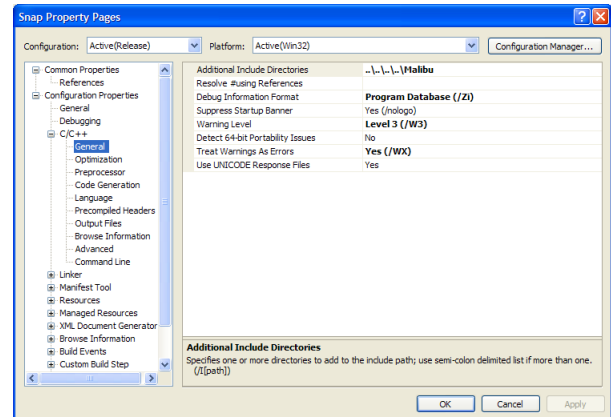 Snap Property Pages
Configuration: Active(Release) Platform: Active(Win32) Configuration Manager...
Common Properties
References
Configuration Properties
General
Debugging
C/C++
General
Optimization
Preprocessor
Code Generation
Language
Precompiled Headers
Output Files
Browse Information
Advanced
Command Line
Linker
Manifest Tool
Resources
Managed Resources
XML Document Generator
Browse Information
Build Events
Custom Build Step
Additional Include Directories ..\..\..\..\Malibu
Resolve #using References
Debug Information Format Program Database (/Zi)
Suppress Startup Banner Yes (/nologo)
Warning Level Level 3 (/W3)
Detect 64-bit Portability Issues No
Treat Warnings As Errors Yes (/WX)
Use UNICODE Response Files Yes
Additional Include Directories
Specifies one or more directories to add to the include path; use semi-colon delimited list if more than one.
(/I[path])
OK Cancel Apply